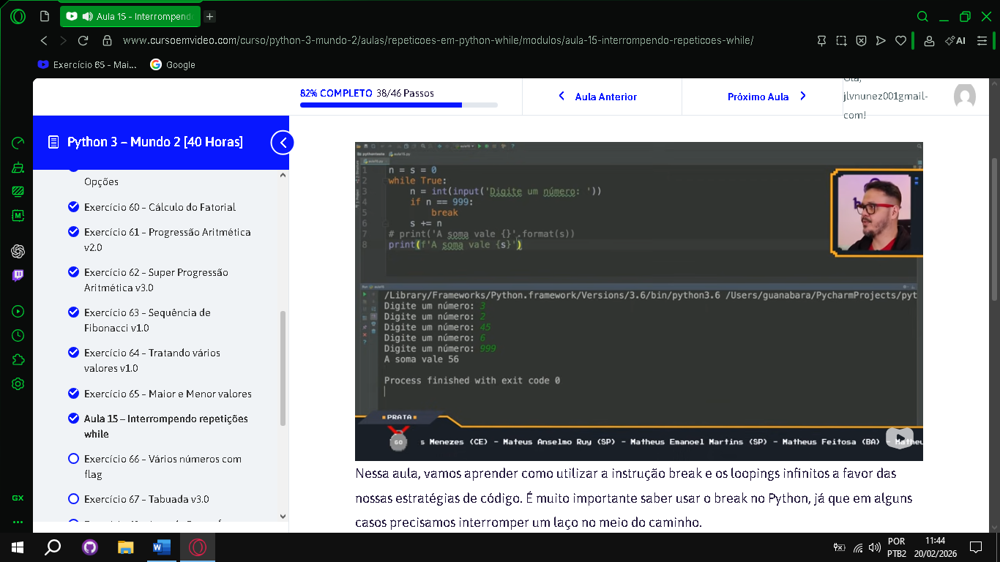 Aula 15 - Interrompend
www.cursoemvideo.com/curso/python-3-mundo-2/aulas/repeticoes-em-python-while/modulos/aula-15-interrompendo-repeticoes-while/
AI
Exercício 65 - Mai...
Google
82% COMPLETO 38/46 Passos
Aula Anterior
Próximo Aula
Olá,
jlvnunez001gmail-
com!
Python 3 – Mundo 2 [40 Horas]
Opções
Exercício 60 – Cálculo do Fatorial
Exercício 61 – Progressão Aritmética
v2.0
Exercício 62 – Super Progressão
Aritmética v3.0
Exercício 63 – Sequência de
Fibonacci v1.0
Exercício 64 – Tratando vários
valores v1.0
Exercício 65 – Maior e Menor valores
Aula 15 – Interrompendo repetições
while
Exercício 66 – Vários números com
flag
Exercício 67 – Tabuada v3.0
1 n = s = 0
2 while True:
3 n = int(input('Digite um número: '))
4 if n == 999:
5 break
6 s += n
7 # print('A soma vale {}'.format(s))
8 print(f'A soma vale {s}')
/Library/Frameworks/Python.framework/Versions/3.6/bin/python3.6 /Users/guanabara/PycharmProjects/pyt
Digite um número: 3
Digite um número: 2
Digite um número: 45
Digite um número: 6
Digite um número: 999
A soma vale 56
Process finished with exit code 0
PRATA
s Menezes (CE) - Mateus Anselmo Ruy (SP) - Matheus Emanoel Martins (SP) - Matheus Feitosa (BA) -
Nessa aula, vamos aprender como utilizar a instrução break e os loopings infinitos a favor das
nossas estratégias de código. É muito importante saber usar o break no Python, já que em alguns
casos precisamos interromper um laço no meio do caminho.
GX
POR
PTB2
11:44
20/02/2026